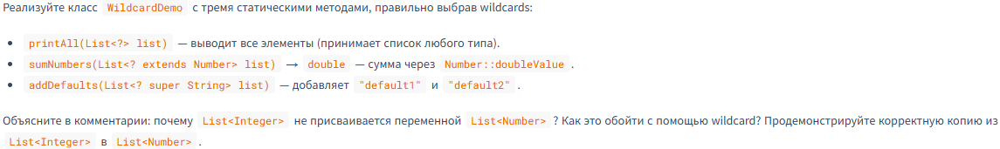 Реализуйте класс WildcardDemo с тремя статическими методами, правильно выбрав wildcards:
• printAll(List<?> list) — выводит все элементы (принимает список любого типа).
• sumNumbers(List<? extends Number> list) → double — сумма через Number::doubleValue .
• addDefaults(List<? super String> list) — добавляет "default1" и "default2" .
Объясните в комментарии: почему List<Integer> не присваивается переменной List<Number> ? Как это обойти с помощью wildcard? Продемонстрируйте корректную копию из
List<Integer> в List<Number> .